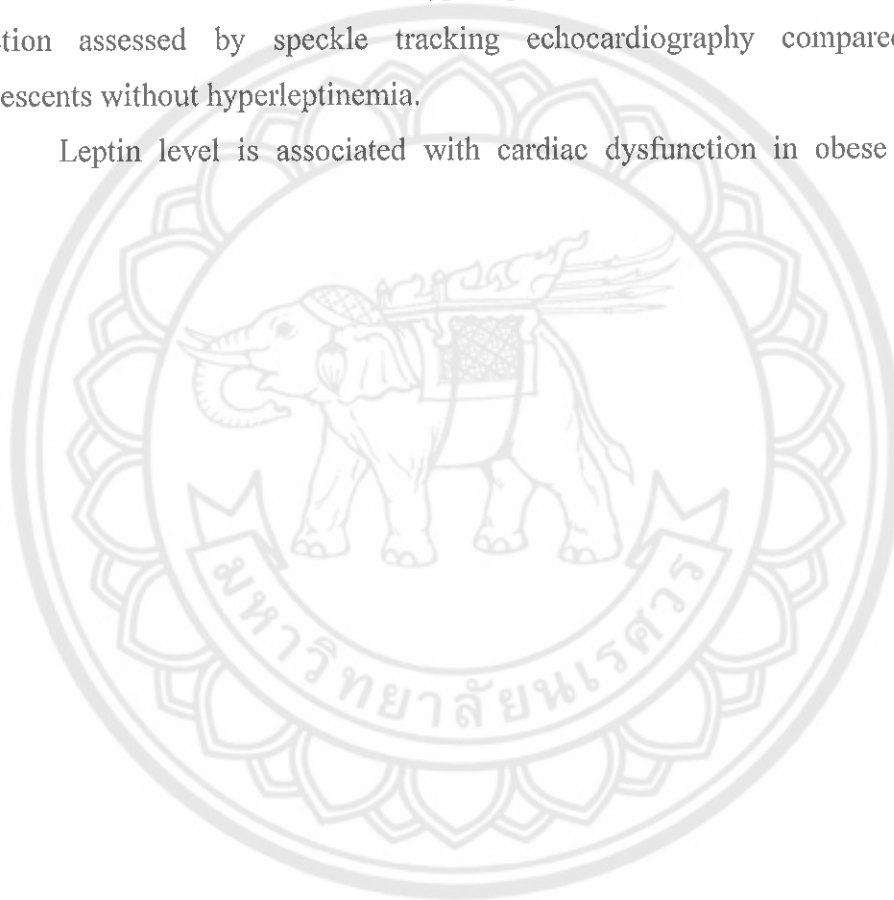 tion assessed by speckle tracking echocardiography compared
escents without hyperleptinemia.
Leptin level is associated with cardiac dysfunction in obese
มหาวิทยาลัยนเรศวร